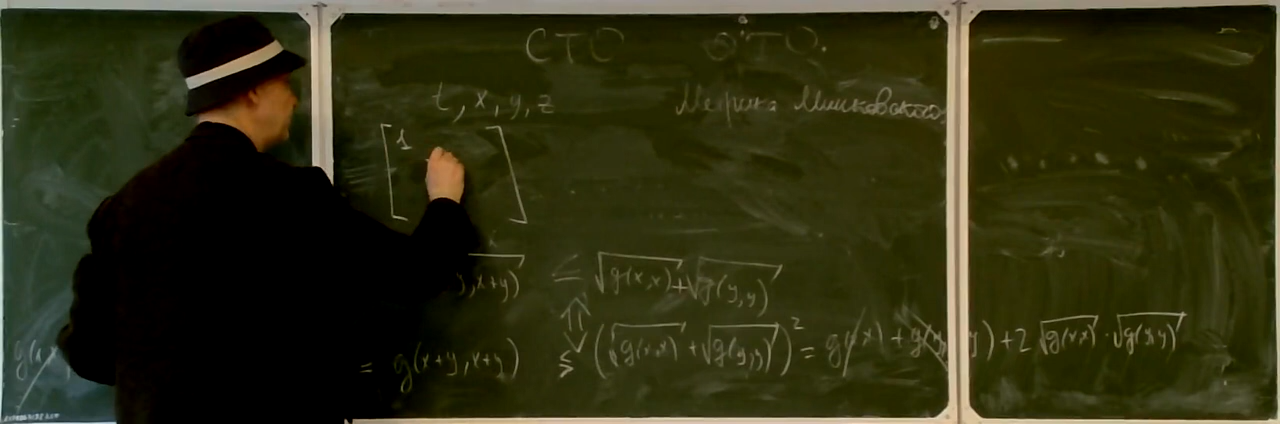 СТО ОТО.
t, x, y, z
Метрика Минковского
1
y, x+y) ≤ √g(x,x) + √g(y,y)
g(x,
= g(x+y, x+y) ≤ (√g(x,x) + √g(y,y))² = g(x,x) + g(y,y) + 2 √g(x,x) · √g(y,y)